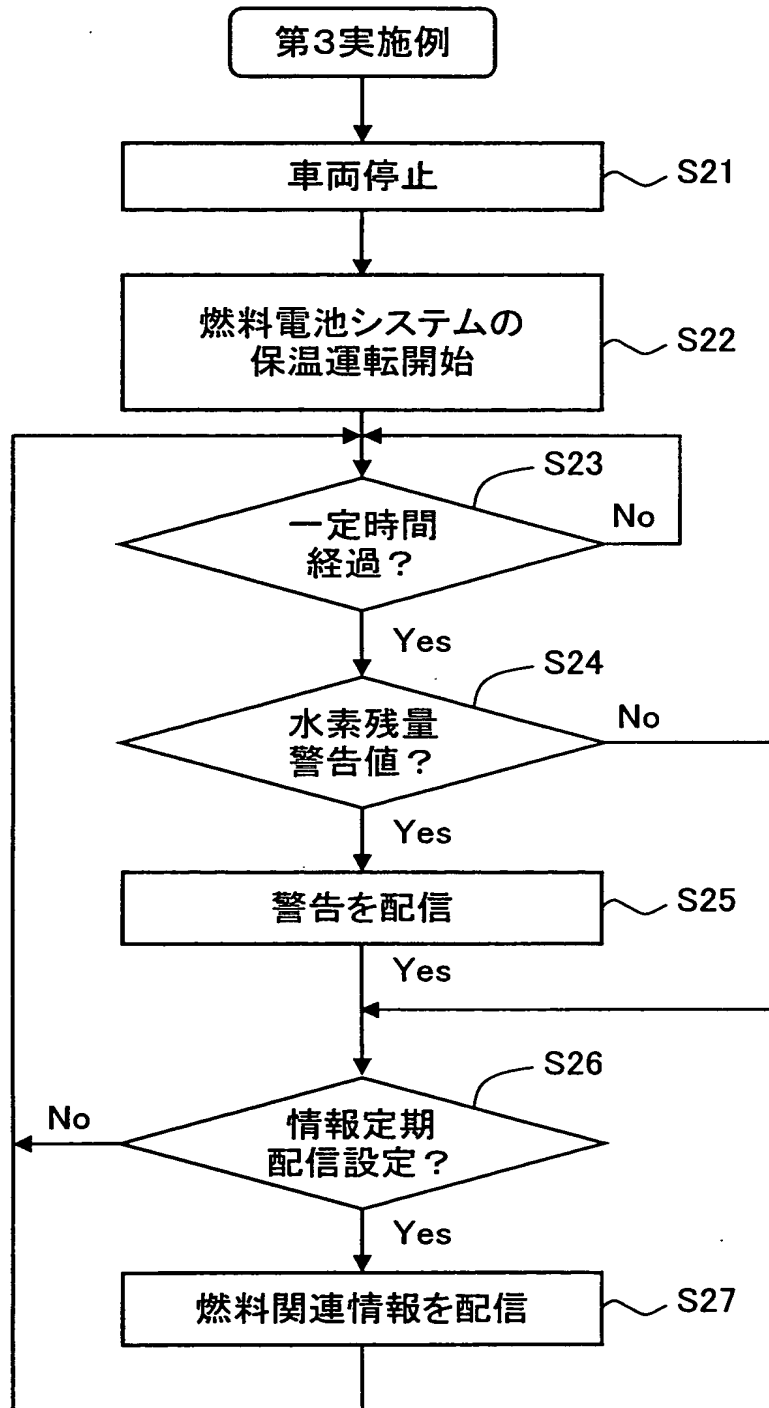 第3実施例
車両停止
S21
燃料電池システムの
保温運転開始
S22
S23
一定時間
経過?
No
Yes
S24
水素残量
警告値?
No
Yes
警告を配信
S25
Yes
S26
No
情報定期
配信設定?
Yes
燃料関連情報を配信
S27